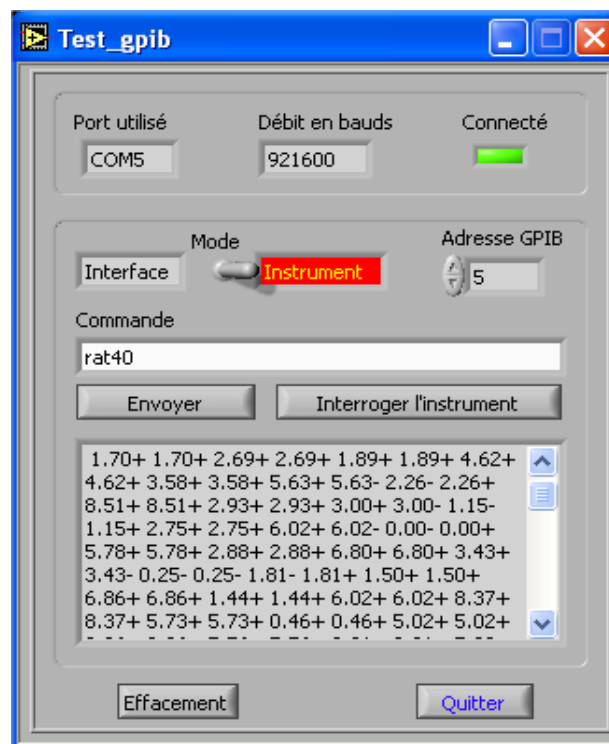 Test_gpib
Port utilisé Débit en bauds Connecté
COM5 921600
Mode Adresse GPIB
Interface Instrument 5
Commande
rat40
Envoyer Interroger l'instrument
1.70+ 1.70+ 2.69+ 2.69+ 1.89+ 1.89+ 4.62+
4.62+ 3.58+ 3.58+ 5.63+ 5.63- 2.26- 2.26+
8.51+ 8.51+ 2.93+ 2.93+ 3.00+ 3.00- 1.15-
1.15+ 2.75+ 2.75+ 6.02+ 6.02- 0.00- 0.00+
5.78+ 5.78+ 2.88+ 2.88+ 6.80+ 6.80+ 3.43+
3.43- 0.25- 0.25- 1.81- 1.81+ 1.50+ 1.50+
6.86+ 6.86+ 1.44+ 1.44+ 6.02+ 6.02+ 8.37+
8.37+ 5.73+ 5.73+ 0.46+ 0.46+ 5.02+ 5.02+
Effacement Quitter